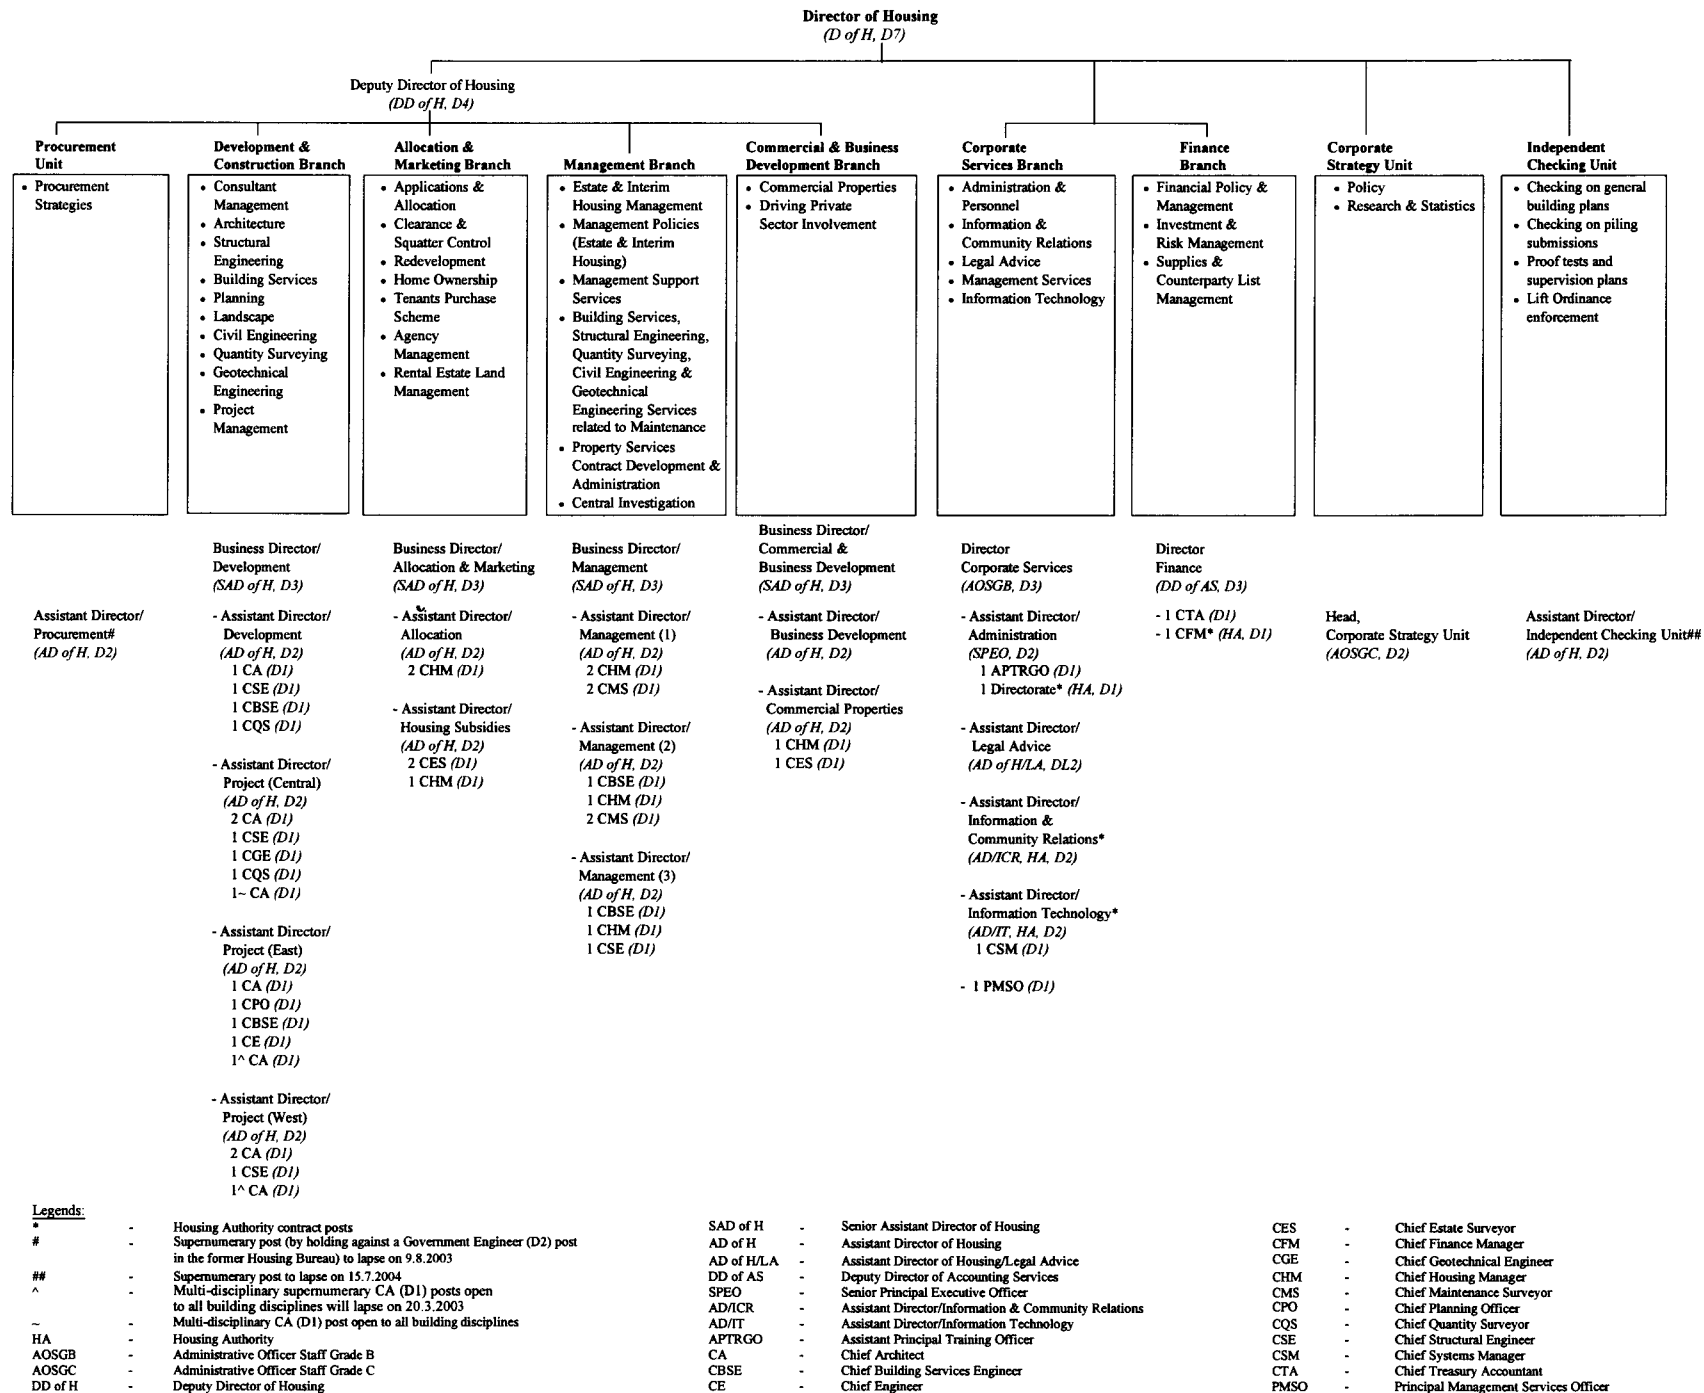 Director of Housing
(D of H, D7)
Deputy Director of Housing
(DD of H, D4)
Procurement
Unit
• Procurement
Strategies
Assistant Director/
Procurement#
(AD of H, D2)
Development &
Construction Branch
• Consultant
Management
• Architecture
• Structural
Engineering
• Building Services
• Planning
• Landscape
• Civil Engineering
• Quantity Surveying
• Geotechnical
Engineering
• Project
Management
Business Director/
Development
(SAD of H, D3)
- Assistant Director/
Development
(AD of H, D2)
1 CA (D1)
1 CSE (D1)
1 CBSE (D1)
1 CQS (D1)
- Assistant Director/
Project (Central)
(AD of H, D2)
2 CA (D1)
1 CSE (D1)
1 CGE (D1)
1 CQS (D1)
1~ CA (D1)
- Assistant Director/
Project (East)
(AD of H, D2)
1 CA (D1)
1 CPO (D1)
1 CBSE (D1)
1 CE (D1)
1^ CA (D1)
- Assistant Director/
Project (West)
(AD of H, D2)
2 CA (D1)
1 CSE (D1)
1^ CA (D1)
Allocation &
Marketing Branch
• Applications &
Allocation
• Clearance &
Squatter Control
• Redevelopment
• Home Ownership
• Tenants Purchase
Scheme
• Agency
Management
• Rental Estate Land
Management
Business Director/
Allocation & Marketing
(SAD of H, D3)
- Assistant Director/
Allocation
(AD of H, D2)
2 CHM (D1)
- Assistant Director/
Housing Subsidies
(AD of H, D2)
2 CES (D1)
1 CHM (D1)
Management Branch
• Estate & Interim
Housing Management
• Management Policies
(Estate & Interim
Housing)
• Management Support
Services
• Building Services,
Structural Engineering,
Quantity Surveying,
Civil Engineering &
Geotechnical
Engineering Services
related to Maintenance
• Property Services
Contract Development &
Administration
• Central Investigation
Business Director/
Management
(SAD of H, D3)
- Assistant Director/
Management (1)
(AD of H, D2)
2 CHM (D1)
2 CMS (D1)
- Assistant Director/
Management (2)
(AD of H, D2)
1 CBSE (D1)
1 CHM (D1)
2 CMS (D1)
- Assistant Director/
Management (3)
(AD of H, D2)
1 CBSE (D1)
1 CHM (D1)
1 CSE (D1)
Commercial & Business
Development Branch
• Commercial Properties
• Driving Private
Sector Involvement
Business Director/
Commercial &
Business Development
(SAD of H, D3)
- Assistant Director/
Business Development
(AD of H, D2)
- Assistant Director/
Commercial Properties
(AD of H, D2)
1 CHM (D1)
1 CES (D1)
Corporate
Services Branch
• Administration &
Personnel
• Information &
Community Relations
• Legal Advice
• Management Services
• Information Technology
Director
Corporate Services
(AOSGB, D3)
- Assistant Director/
Administration
(SPEO, D2)
1 APTRGO (D1)
1 Directorate* (HA, D1)
- Assistant Director/
Legal Advice
(AD of H/LA, DL2)
- Assistant Director/
Information &
Community Relations*
(AD/ICR, HA, D2)
- Assistant Director/
Information Technology*
(AD/IT, HA, D2)
1 CSM (D1)
- 1 PMSO (D1)
Finance
Branch
• Financial Policy &
Management
• Investment &
Risk Management
• Supplies &
Counterparty List
Management
Director
Finance
(DD of AS, D3)
- 1 CTA (D1)
- 1 CFM* (HA, D1)
Corporate
Strategy Unit
• Policy
• Research & Statistics
Head,
Corporate Strategy Unit
(AOSGC, D2)
Independent
Checking Unit
• Checking on general
building plans
• Checking on piling
submissions
• Proof tests and
supervision plans
• Lift Ordinance
enforcement
Assistant Director/
Independent Checking Unit##
(AD of H, D2)
Legends:
* - Housing Authority contract posts
# - Supernumerary post (by holding against a Government Engineer (D2) post
in the former Housing Bureau) to lapse on 9.8.2003
## - Supernumerary post to lapse on 15.7.2004
^ - Multi-disciplinary supernumerary CA (D1) posts open
to all building disciplines will lapse on 20.3.2003
~ - Multi-disciplinary CA (D1) post open to all building disciplines
HA - Housing Authority
AOSGB - Administrative Officer Staff Grade B
AOSGC - Administrative Officer Staff Grade C
DD of H - Deputy Director of Housing
SAD of H - Senior Assistant Director of Housing
AD of H - Assistant Director of Housing
AD of H/LA - Assistant Director of Housing/Legal Advice
DD of AS - Deputy Director of Accounting Services
SPEO - Senior Principal Executive Officer
AD/ICR - Assistant Director/Information & Community Relations
AD/IT - Assistant Director/Information Technology
APTRGO - Assistant Principal Training Officer
CA - Chief Architect
CBSE - Chief Building Services Engineer
CE - Chief Engineer
CES - Chief Estate Surveyor
CFM - Chief Finance Manager
CGE - Chief Geotechnical Engineer
CHM - Chief Housing Manager
CMS - Chief Maintenance Surveyor
CPO - Chief Planning Officer
CQS - Chief Quantity Surveyor
CSE - Chief Structural Engineer
CSM - Chief Systems Manager
CTA - Chief Treasury Accountant
PMSO - Principal Management Services Officer